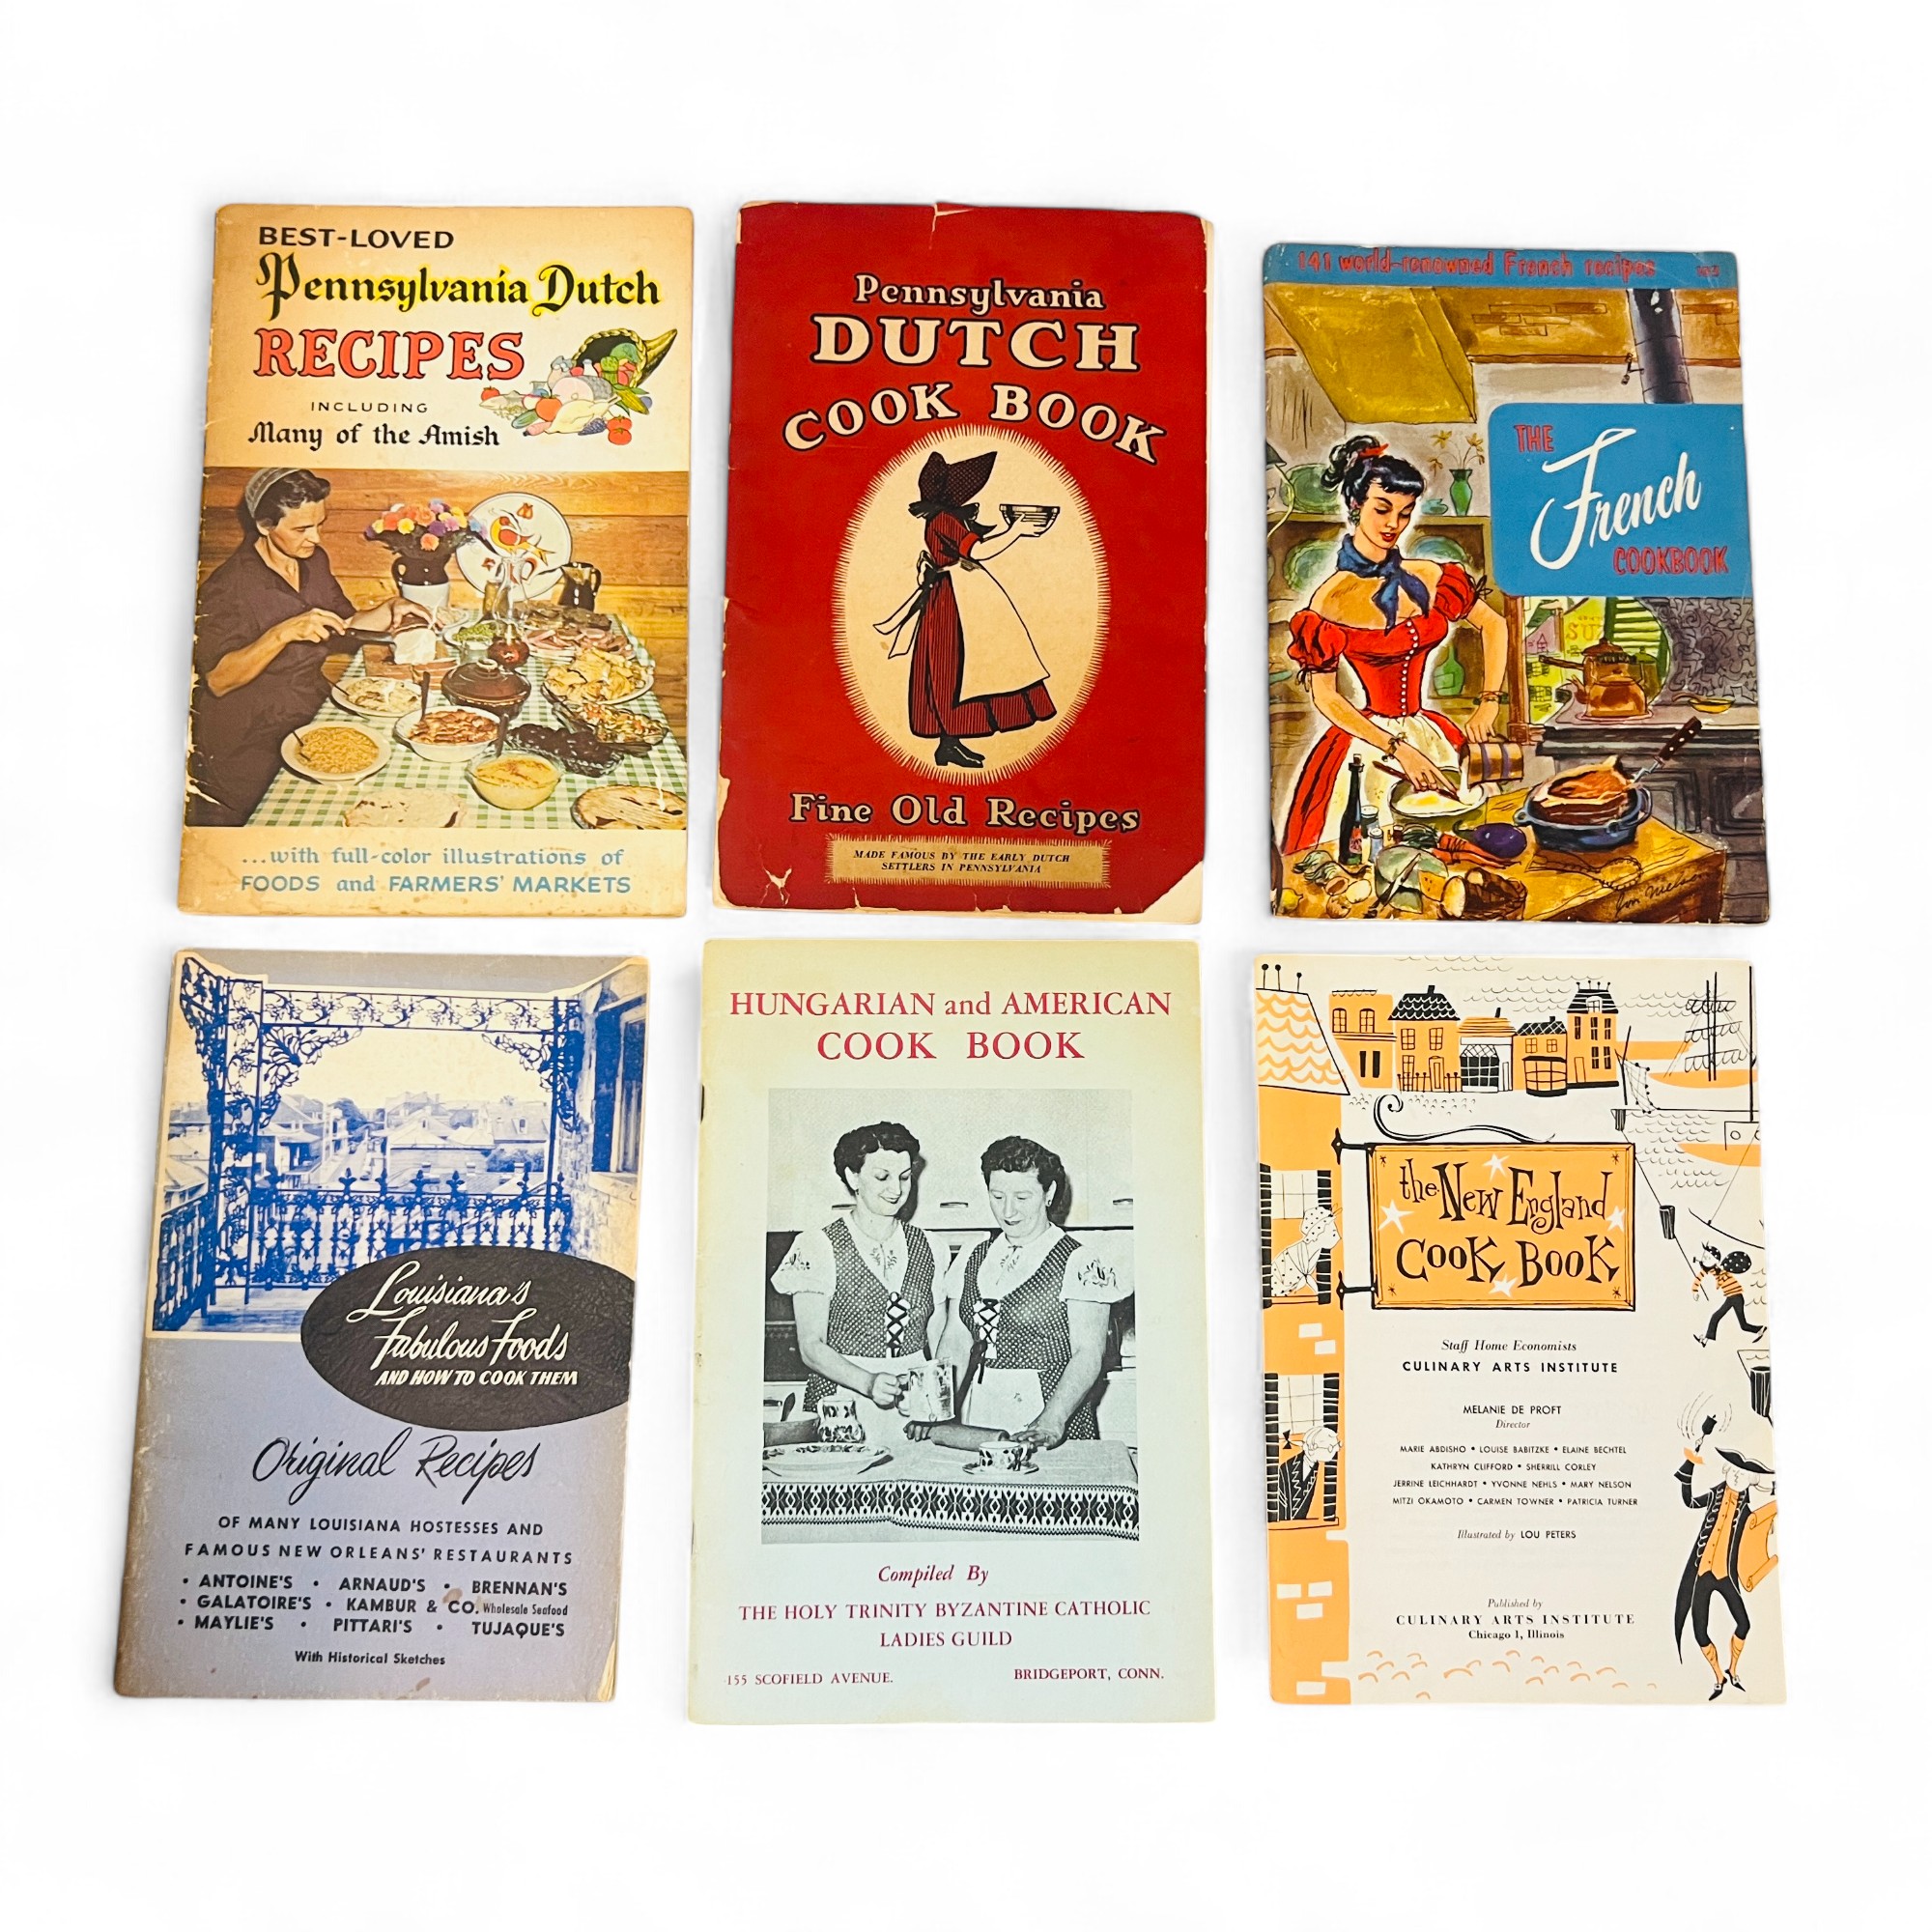 BEST-LOVED
Pennsylvania Dutch
RECIPES
INCLUDING
Many of the Amish
...with full-color illustrations of
FOODS and FARMERS' MARKETS
Pennsylvania
DUTCH
COOK BOOK
Fine Old Recipes
MADE FAMOUS BY THE EARLY DUTCH
SETTLERS IN PENNSYLVANIA
141 world-renowned French recipes
THE
French
COOKBOOK
Louisiana's
Fabulous Foods
AND HOW TO COOK THEM
Original Recipes
OF MANY LOUISIANA HOSTESSES AND
FAMOUS NEW ORLEANS' RESTAURANTS
• ANTOINE'S • ARNAUD'S • BRENNAN'S
• GALATOIRE'S • KAMBUR & CO. Wholesale Seafood
• MAYLIE'S • PITTARI'S • TUJAQUE'S
With Historical Sketches
HUNGARIAN and AMERICAN
COOK BOOK
Compiled By
THE HOLY TRINITY BYZANTINE CATHOLIC
LADIES GUILD
155 SCOFIELD AVENUE. BRIDGEPORT, CONN.
the New England
Cook Book
Staff Home Economists
CULINARY ARTS INSTITUTE
MELANIE DE PROFT
Director
MARIE ABDISHO • LOUISE BABITZKE • ELAINE BECHTEL
KATHRYN CLIFFORD • SHERRILL CORLEY
JERRINE LEICHHARDT • YVONNE NEHLS • MARY NELSON
MITZI OKAMOTO • CARMEN TOWNER • PATRICIA TURNER
Illustrated by LOU PETERS
Published by
CULINARY ARTS INSTITUTE
Chicago 1, Illinois